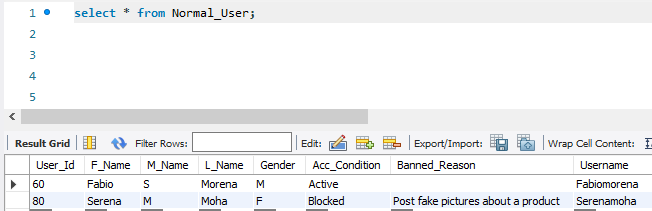 1 select * from Normal_User;
2
3
4
5
Result Grid Filter Rows: Edit: Export/Import: Wrap Cell Content:
User_Id F_Name M_Name L_Name Gender Acc_Condition Banned_Reason Username
60 Fabio S Morena M Active Fabiomorena
80 Serena M Moha F Blocked Post fake pictures about a product Serenamoha